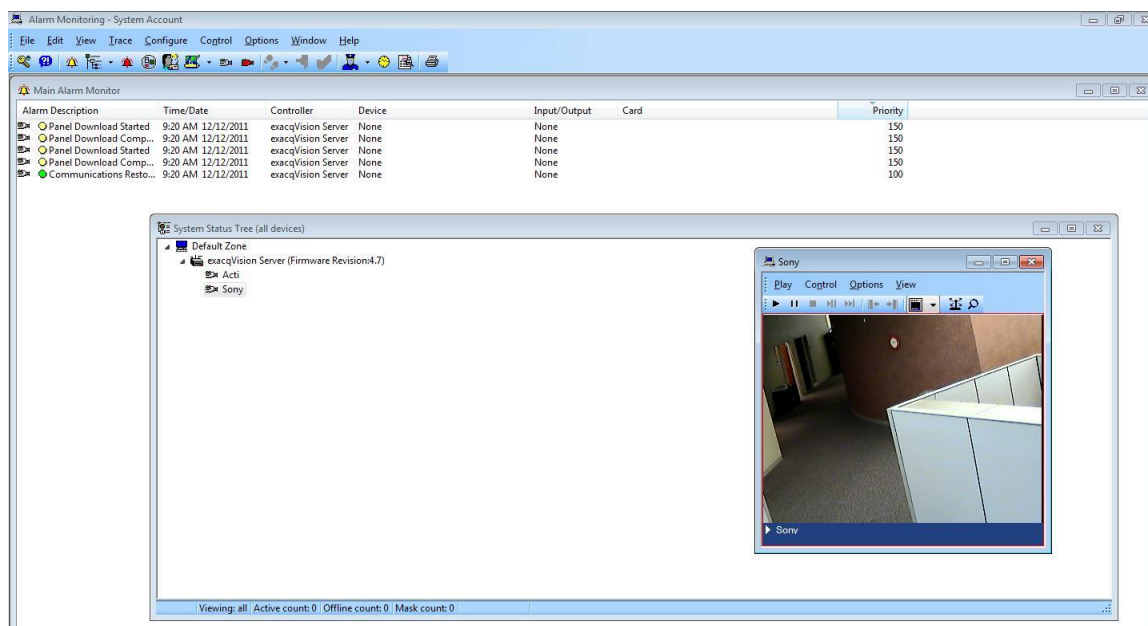 Alarm Monitoring - System Account
File Edit View Trace Configure Control Options Window Help
Main Alarm Monitor
Alarm Description Time/Date Controller Device Input/Output Card Priority
Panel Download Started 9:20 AM 12/12/2011 exacqVision Server None None 150
Panel Download Comp... 9:20 AM 12/12/2011 exacqVision Server None None 150
Panel Download Started 9:20 AM 12/12/2011 exacqVision Server None None 150
Panel Download Comp... 9:20 AM 12/12/2011 exacqVision Server None None 150
Communications Resto... 9:20 AM 12/12/2011 exacqVision Server None None 100
System Status Tree (all devices)
Default Zone
exacqVision Server (Firmware Revision:4.7)
Acti
Sony
Sony
Play Control Options View
Sony
Viewing: all Active count: 0 Offline count: 0 Mask count: 0